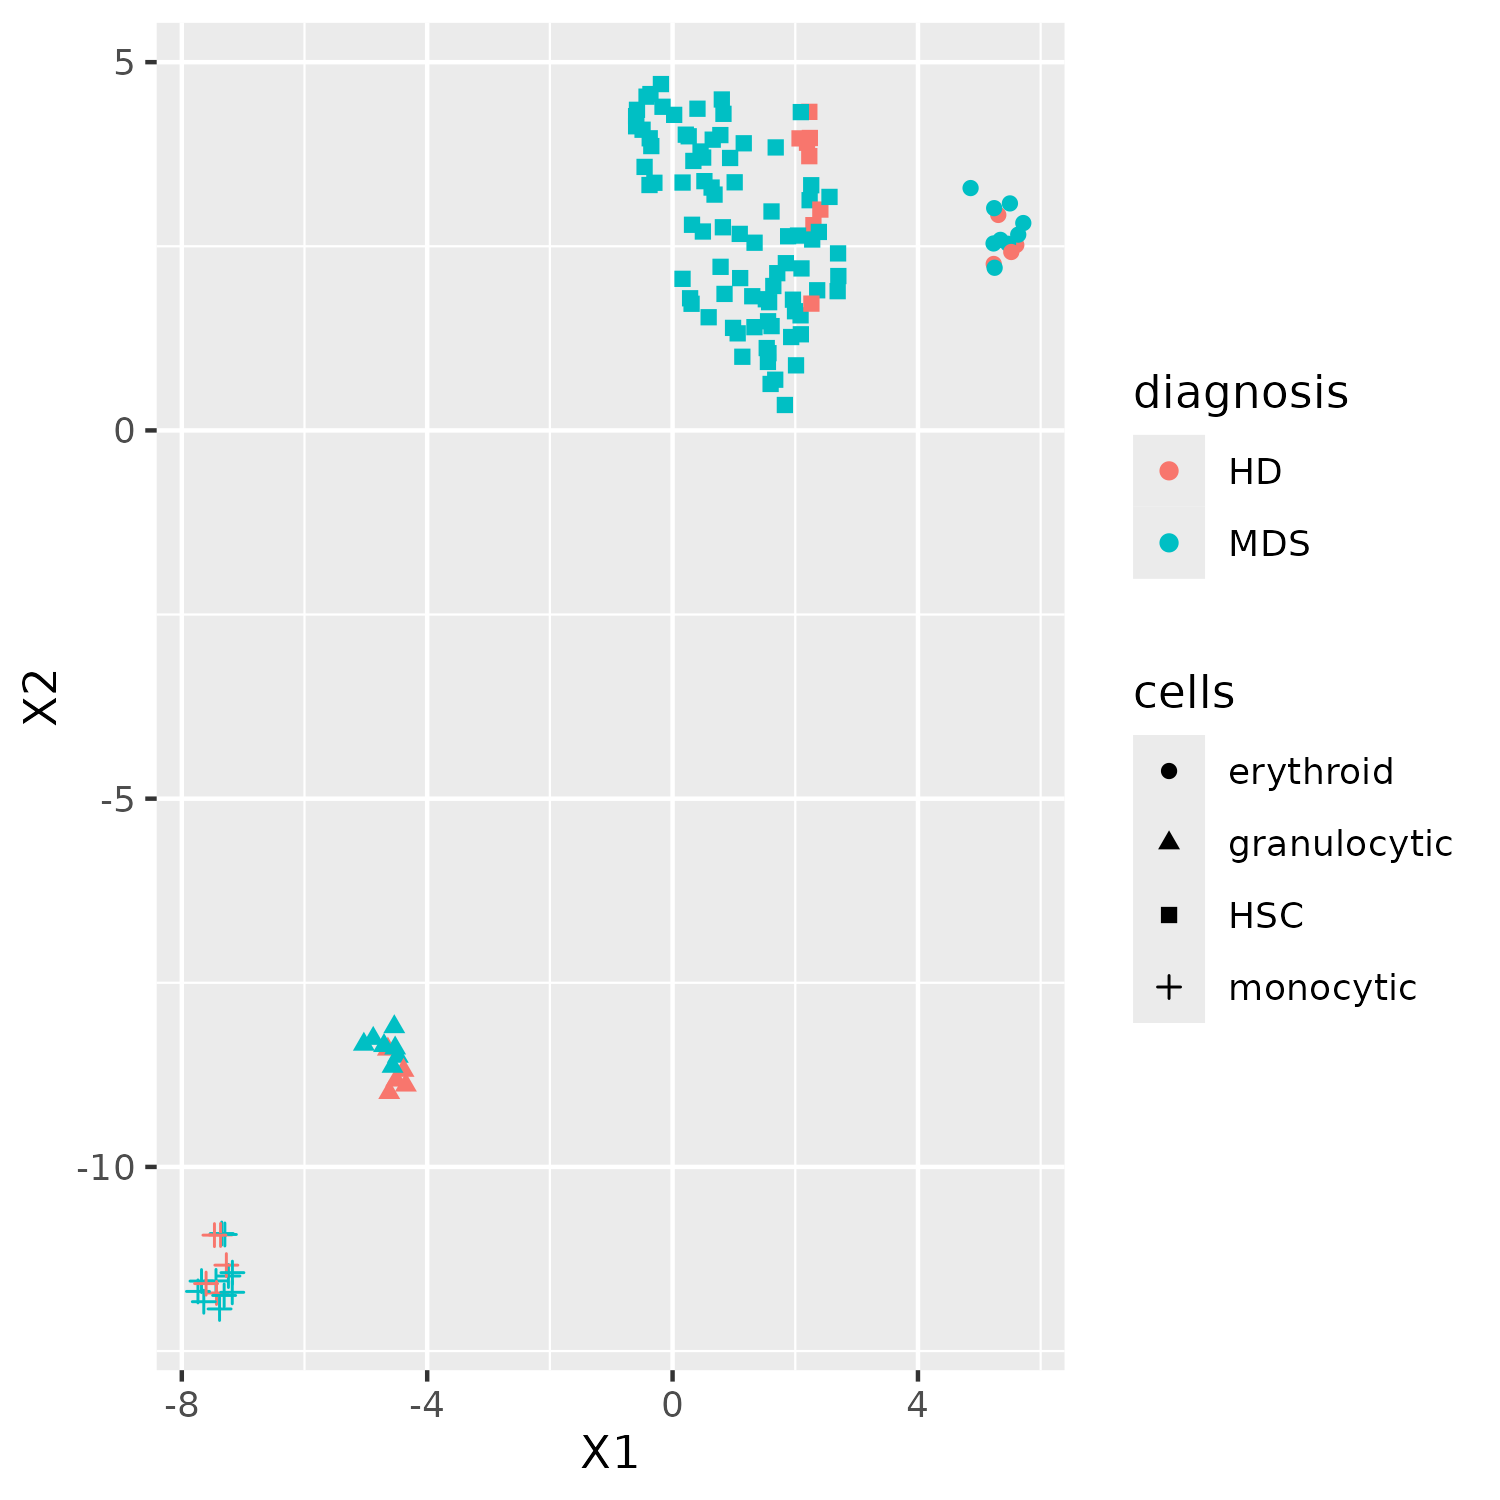 5
0
-5
-10
X2
-8
-4
0
4
X1
diagnosis
HD
MDS
cells
erythroid
granulocytic
HSC
monocytic